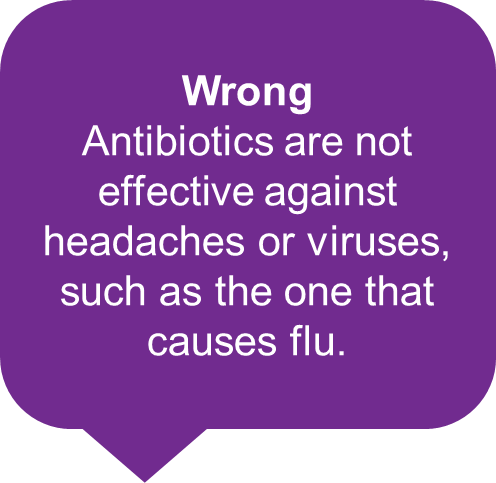 Wrong
Antibiotics are not
effective against
headaches or viruses,
such as the one that
causes flu.